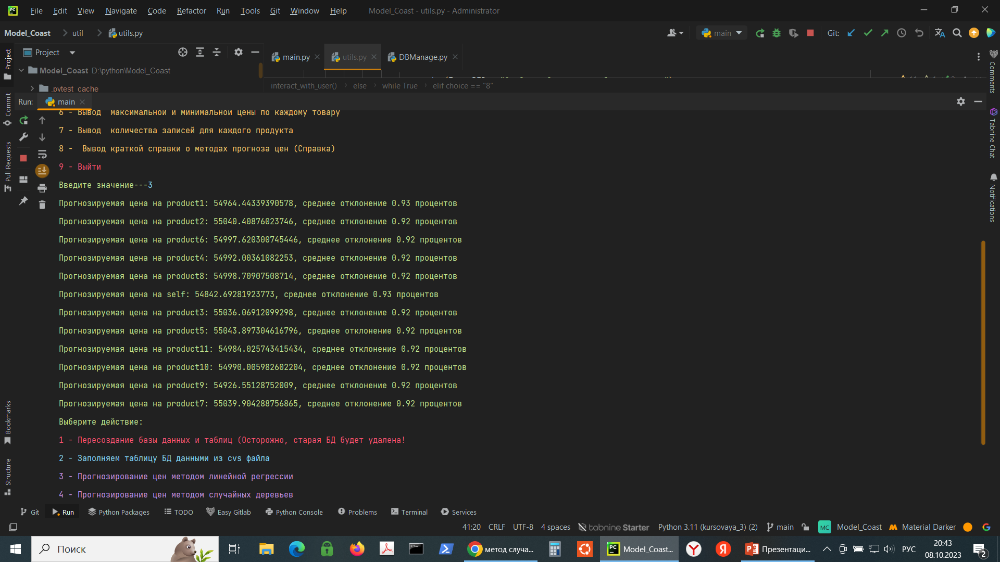 File Edit View Navigate Code Refactor Run Tools Git Window Help Model_Coast - utils.py - Administrator
Model_Coast util utils.py main Git:
Project main.py utils.py DBManage.py
Model_Coast D:\python\Model_Coast
interact_with_user() else while True elif choice == "8"
.pytest_cache
Run: main
6 - Вывод  максимальной и минимальной цены по каждому товару
7 - Вывод  количества записей для каждого продукта
8 -  Вывод краткой справки о методах прогноза цен (Справка)
9 - Выйти
Введите значение---3
Прогнозируемая цена на product1: 54964.44339390578, среднее отклонение 0.93 процентов
Прогнозируемая цена на product2: 55040.40876023746, среднее отклонение 0.92 процентов
Прогнозируемая цена на product6: 54997.620300745446, среднее отклонение 0.92 процентов
Прогнозируемая цена на product4: 54992.00361082253, среднее отклонение 0.92 процентов
Прогнозируемая цена на product8: 54998.70907508714, среднее отклонение 0.92 процентов
Прогнозируемая цена на self: 54842.69281923773, среднее отклонение 0.93 процентов
Прогнозируемая цена на product3: 55036.06912099298, среднее отклонение 0.92 процентов
Прогнозируемая цена на product5: 55043.897304616796, среднее отклонение 0.92 процентов
Прогнозируемая цена на product11: 54984.025743415434, среднее отклонение 0.92 процентов
Прогнозируемая цена на product10: 54990.005982602204, среднее отклонение 0.92 процентов
Прогнозируемая цена на product9: 54926.55128752009, среднее отклонение 0.92 процентов
Прогнозируемая цена на product7: 55039.904288756865, среднее отклонение 0.92 процентов
Выберите действие:
1 - Пересоздание базы данных и таблиц (Осторожно, старая БД будет удалена!
2 - Заполняем таблицу БД данными из cvs файла
3 - Прогнозирование цен методом линейной регрессии
4 - Прогнозирование цен методом случайных деревьев
Project
Commit
Pull Requests
Bookmarks
Structure
Comments
Tabnine Chat
Notifications
Git Run Python Packages TODO Easy Gitlab Python Console Problems Terminal Services
41:20 CRLF UTF-8 4 spaces tabnine Starter Python 3.11 (kursovaya_3) (2) main MC Model_Coast Material Darker
Поиск метод случа... Model_Coast... Презентаци... РУС 20:43
08.10.2023 2